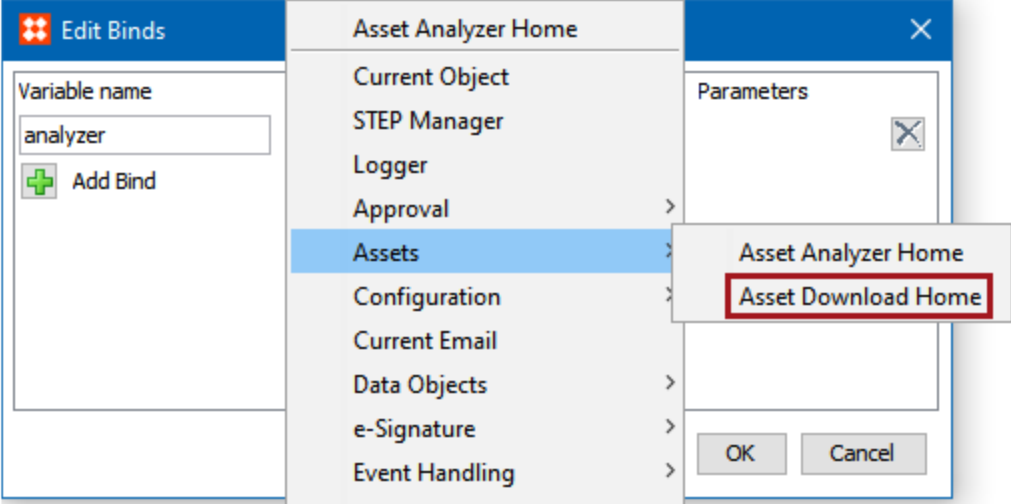 Edit Binds
Variable name
analyzer
Add Bind
Asset Analyzer Home
Current Object
STEP Manager
Logger
Approval
Assets
Configuration
Current Email
Data Objects
e-Signature
Event Handling
Asset Analyzer Home
Asset Download Home
Parameters
OK
Cancel